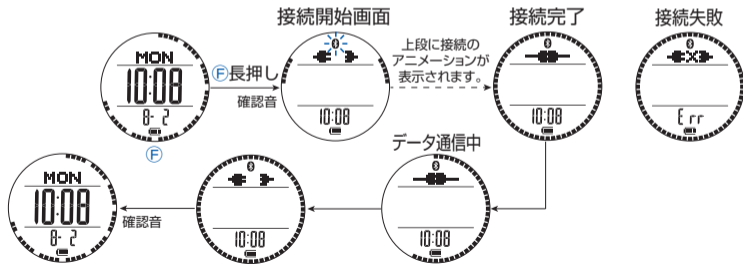 接続開始画面
接続完了
接続失敗
MON
10:08
8- 2
Ⓕ
Ⓕ長押し
確認音
10:08
上段に接続の
アニメーションが
表示されます。
10:08
Err
データ通信中
10:08
10:08
確認音
MON
10:08
8- 2